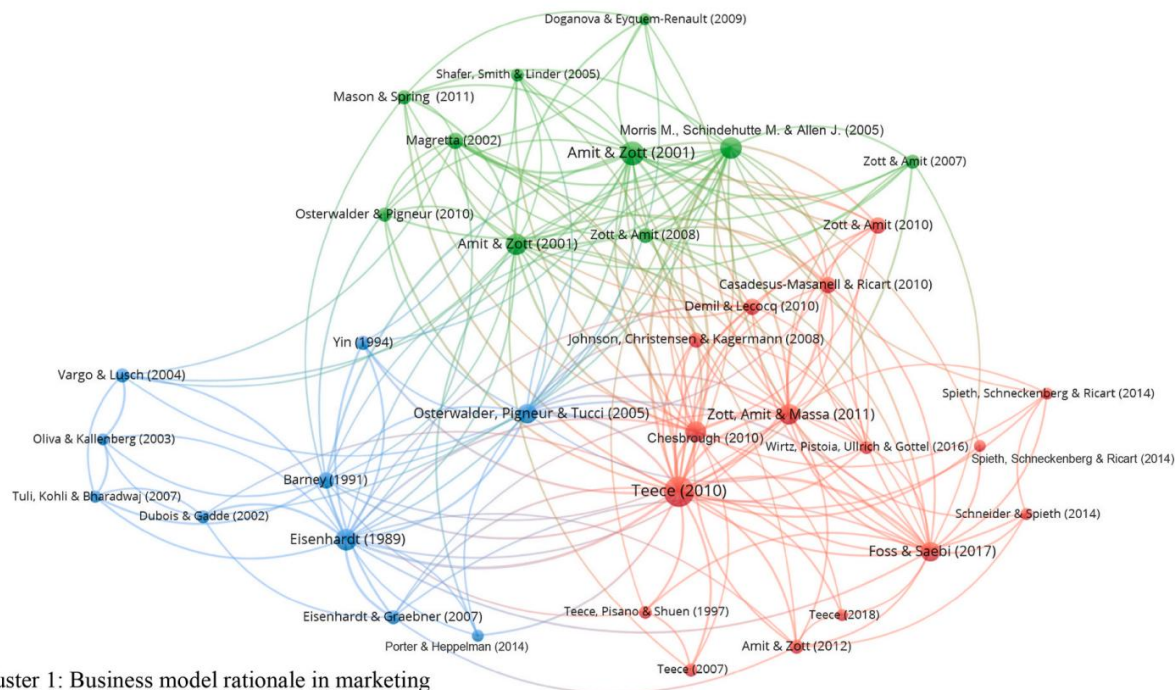 Doganova & Eyquem-Renault (2009)
Shafer, Smith & Linder (2005)
Mason & Spring (2011)
Morris M., Schindehutte M. & Allen J. (2005)
Magretta (2002)
Amit & Zott (2001)
Zott & Amit (2007)
Osterwalder & Pigneur (2010)
Zott & Amit (2010)
Zott & Amit (2008)
Amit & Zott (2001)
Casadesus-Masanell & Ricart (2010)
Demil & Lecocq (2010)
Johnson, Christensen & Kagermann (2008)
Yin (1994)
Vargo & Lusch (2004)
Spieth, Schneckenberg & Ricart (2014)
Osterwalder, Pigneur & Tucci (2005)
Zott, Amit & Massa (2011)
Chesbrough (2010)
Oliva & Kallenberg (2003)
Wirtz, Pistoia, Ullrich & Gottel (2016)
Spieth, Schneckenberg & Ricart (2014)
Barney (1991)
Teece (2010)
Tuli, Kohli & Bharadwaj (2007)
Dubois & Gadde (2002)
Schneider & Spieth (2014)
Eisenhardt (1989)
Foss & Saebi (2017)
Teece, Pisano & Shuen (1997)
Teece (2018)
Eisenhardt & Graebner (2007)
Porter & Heppelman (2014)
Amit & Zott (2012)
Teece (2007)
uster 1: Business model rationale in marketing